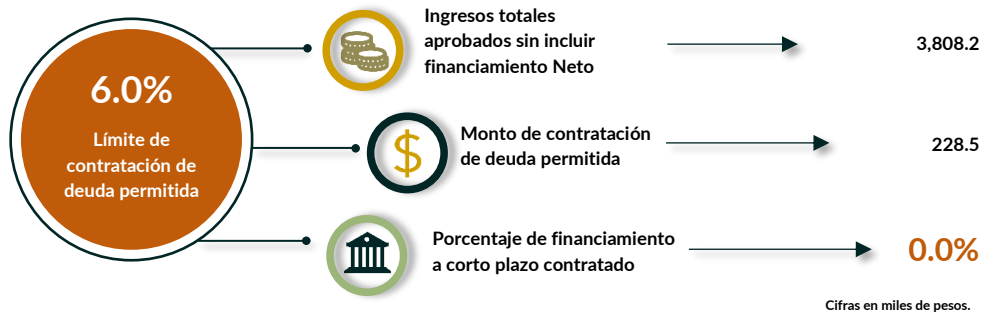 6.0%
Límite de
contratación de
deuda permitida
Ingresos totales
aprobados sin incluir
financiamiento Neto
3,808.2
$
Monto de contratación
de deuda permitida
228.5
Porcentaje de financiamiento
a corto plazo contratado
0.0%
Cifras en miles de pesos.